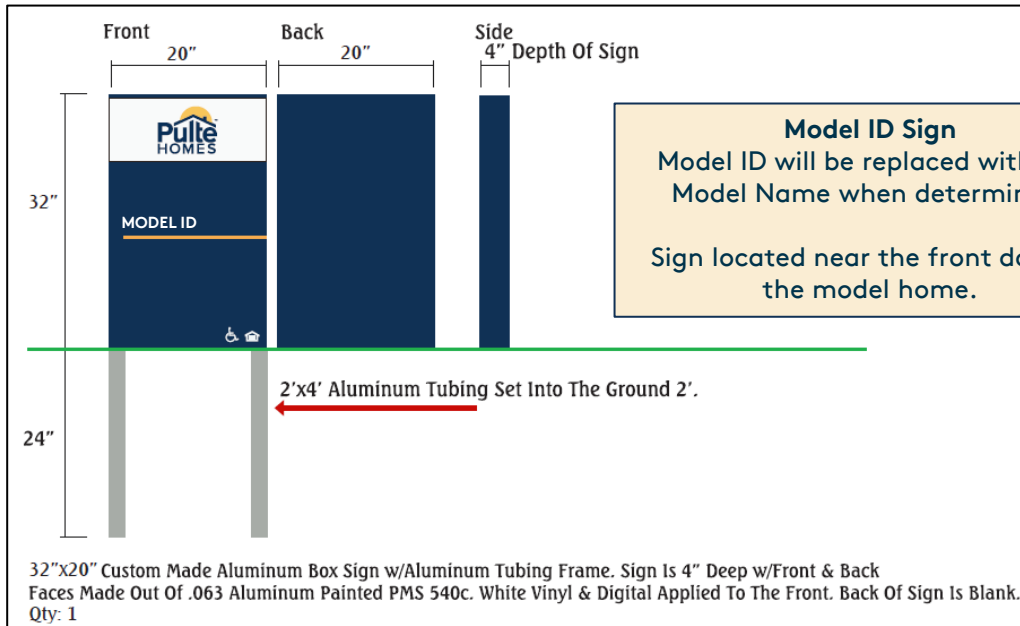 Front
Back
Side
20"
20"
4" Depth Of Sign
Pulte
HOMES
32"
MODEL ID
Model ID Sign
Model ID will be replaced wit
Model Name when determin
Sign located near the front do
the model home.
2'x4' Aluminum Tubing Set Into The Ground 2'.
24"
32"x20" Custom Made Aluminum Box Sign w/Aluminum Tubing Frame. Sign Is 4" Deep w/Front & Back
Faces Made Out Of .063 Aluminum Painted PMS 540c. White Vinyl & Digital Applied To The Front. Back Of Sign Is Blank.
Qty: 1